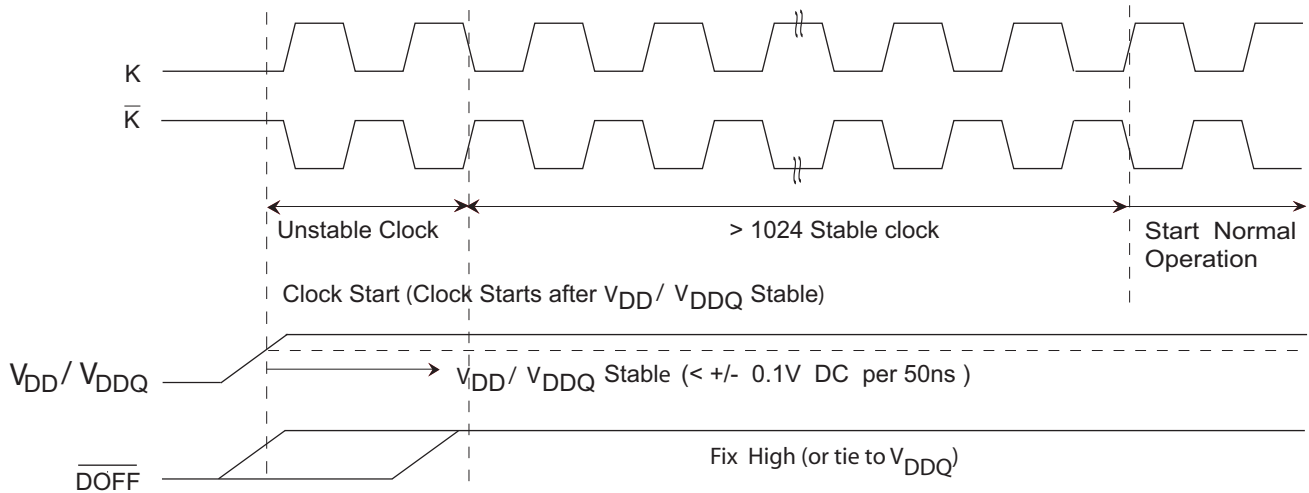 K
K̅
Unstable Clock
> 1024 Stable clock
Start Normal
Operation
Clock Start (Clock Starts after VDD / VDDQ Stable)
VDD / VDDQ
VDD / VDDQ Stable (< +/- 0.1V DC per 50ns )
Fix High (or tie to VDDQ)
D̅O̅F̅F̅